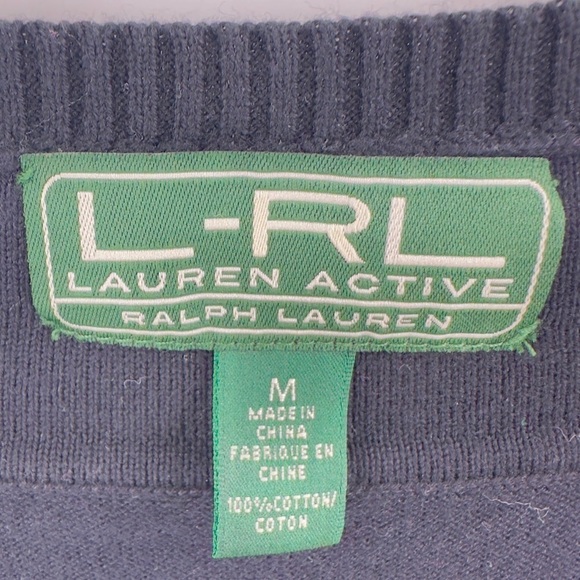 L-RL
LAUREN ACTIVE
RALPH LAUREN
M
MADE IN
CHINA
FABRIQUE EN
CHINE
100%COTTON/
COTON